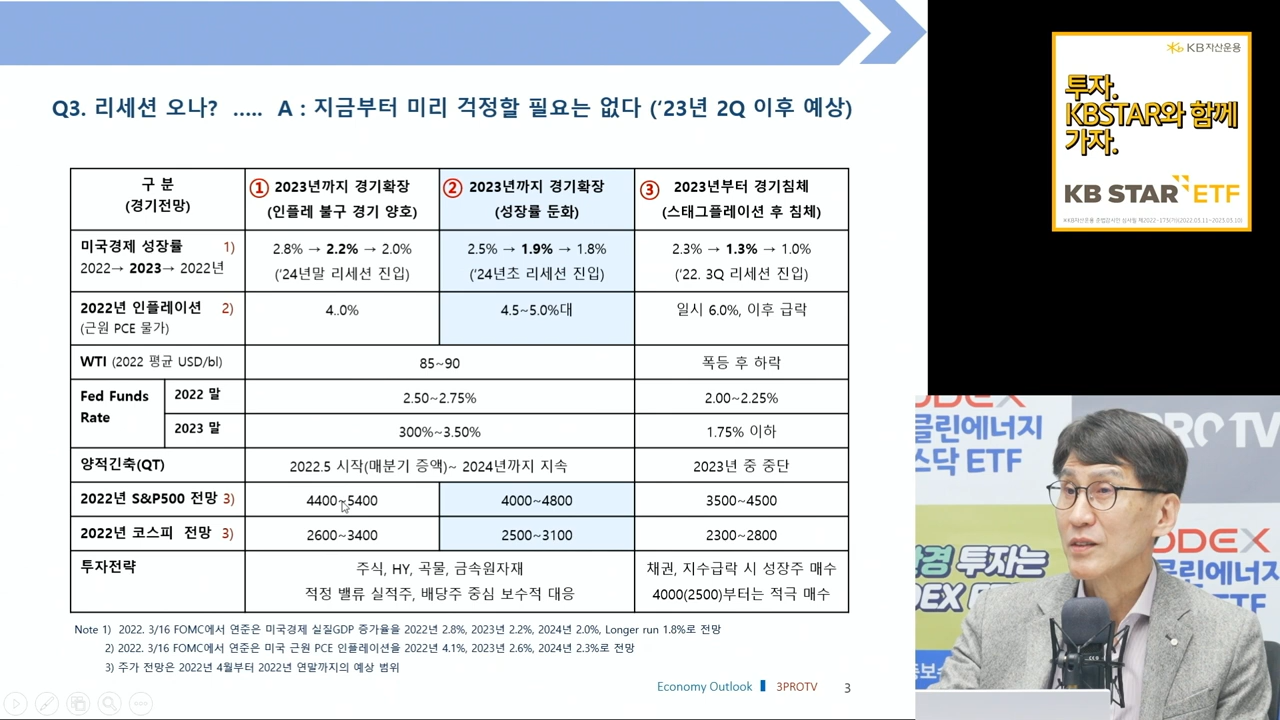 Q3. 리세션 오나? ..... A : 지금부터 미리 걱정할 필요는 없다 (’23년 2Q 이후 예상)
구 분
(경기전망)
① 2023년까지 경기확장
(인플레 불구 경기 양호)
② 2023년까지 경기확장
(성장률 둔화)
③ 2023년부터 경기침체
(스태그플레이션 후 침체)
미국경제 성장률 1)
2022→ 2023→ 2022년
2.8% → 2.2% → 2.0%
(’24년말 리세션 진입)
2.5% → 1.9% → 1.8%
(’24년초 리세션 진입)
2.3% → 1.3% → 1.0%
(’22. 3Q 리세션 진입)
2022년 인플레이션 2)
(근원 PCE 물가)
4..0%
4.5~5.0%대
일시 6.0%, 이후 급락
WTI (2022 평균 USD/bl)
85~90
폭등 후 하락
Fed Funds
Rate
2022 말
2.50~2.75%
2.00~2.25%
2023 말
300%~3.50%
1.75% 이하
양적긴축(QT)
2022.5 시작(매분기 증액)~ 2024년까지 지속
2023년 중 중단
2022년 S&P500 전망 3)
4400~5400
4000~4800
3500~4500
2022년 코스피 전망 3)
2600~3400
2500~3100
2300~2800
투자전략
주식, HY, 곡물, 금속원자재
적정 밸류 실적주, 배당주 중심 보수적 대응
채권, 지수급락 시 성장주 매수
4000(2500)부터는 적극 매수
Note 1) 2022. 3/16 FOMC에서 연준은 미국경제 실질GDP 증가율을 2022년 2.8%, 2023년 2.2%, 2024년 2.0%, Longer run 1.8%로 전망
2) 2022. 3/16 FOMC에서 연준은 미국 근원 PCE 인플레이션을 2022년 4.1%, 2023년 2.6%, 2024년 2.3%로 전망
3) 주가 전망은 2022년 4월부터 2022년 연말까지의 예상 범위
Economy Outlook 3PROTV 3
KB자산운용
투자.
KBSTAR와 함께
가자.
KB STAR ETF
클린에너지
스닥 ETF
PRO TV
투자는
ODEX
클린에너지